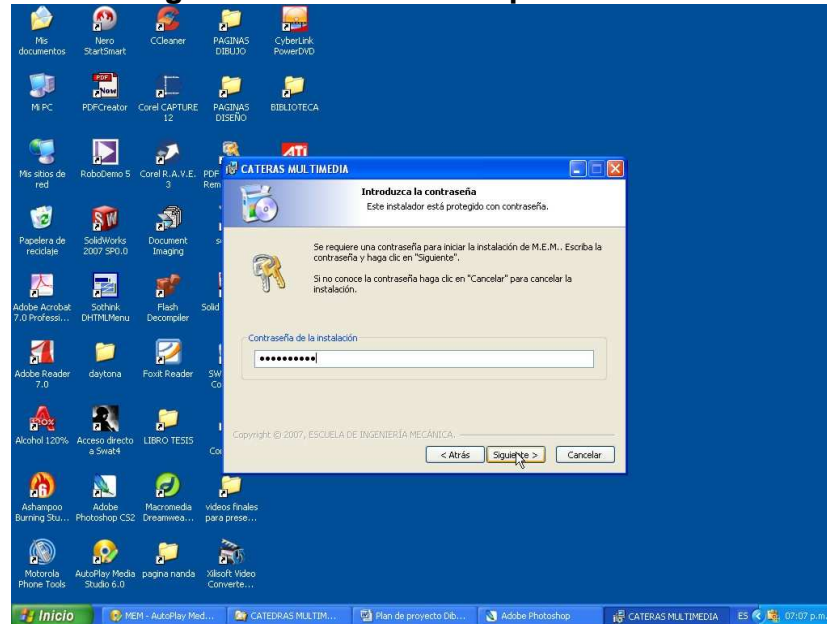 Mis documentos
Nero StartSmart
CCleaner
PAGINAS DIBUJO
CyberLink PowerDVD
Mi PC
PDF
Now
PDFCreator
Corel CAPTURE 12
PAGINAS DISEÑO
BIBLIOTECA
Mis sitios de red
RoboDemo 5
Corel R.A.V.E. 3
PDF
Rem
ATI
Papelera de reciclaje
SolidWorks 2007 SP0.0
Document Imaging
Adobe Acrobat 7.0 Professi...
Sothink DHTMLMenu
Flash Decompiler
Solid
Adobe Reader 7.0
daytona
Foxit Reader
SW
Co
Alcohol 120%
Acceso directo a Swat4
LIBRO TESIS
Ashampoo Burning Stu...
Adobe Photoshop CS2
Macromedia Dreamwea...
videos finales para prese...
Motorola Phone Tools
AutoPlay Media Studio 6.0
pagina nanda
Xilisoft Video Converte...
CATERAS MULTIMEDIA
Introduzca la contraseña
Este instalador está protegido con contraseña.
Se requiere una contraseña para iniciar la instalación de M.E.M.. Escriba la
contraseña y haga clic en "Siguiente".
Si no conoce la contraseña haga clic en "Cancelar" para cancelar la
instalación.
Contraseña de la instalación
••••••••••
Copyright © 2007, ESCUELA DE INGENIERÍA MECÁNICA.
< Atrás
Siguiente >
Cancelar
Inicio
MEM - AutoPlay Med...
CATEDRAS MULTIM...
Plan de proyecto Dib...
Adobe Photoshop
CATERAS MULTIMEDIA
ES
07:07 p.m.